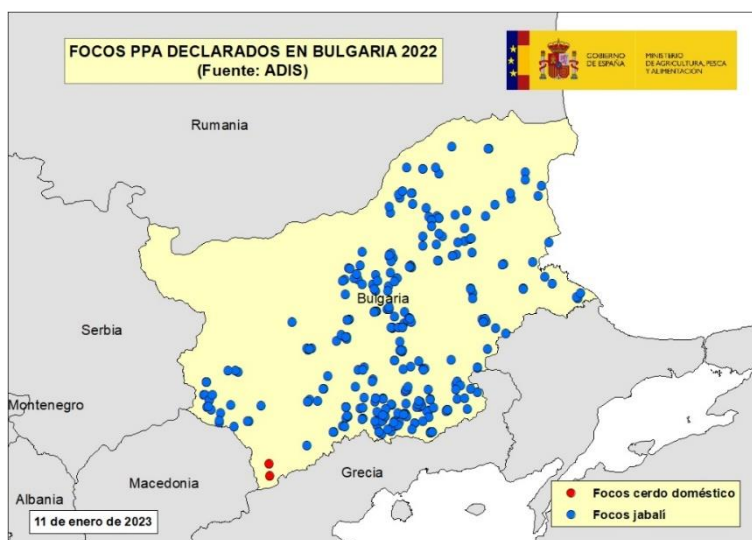 FOCOS PPA DECLARADOS EN BULGARIA 2022
(Fuente: ADIS)
GOBIERNO
DE ESPAÑA
MINISTERIO
DE AGRICULTURA, PESCA
Y ALIMENTACIÓN
Rumania
Bulgaria
Serbia
Montenegro
Macedonia
Grecia
Albania
11 de enero de 2023
Focos cerdo doméstico
Focos jabalí